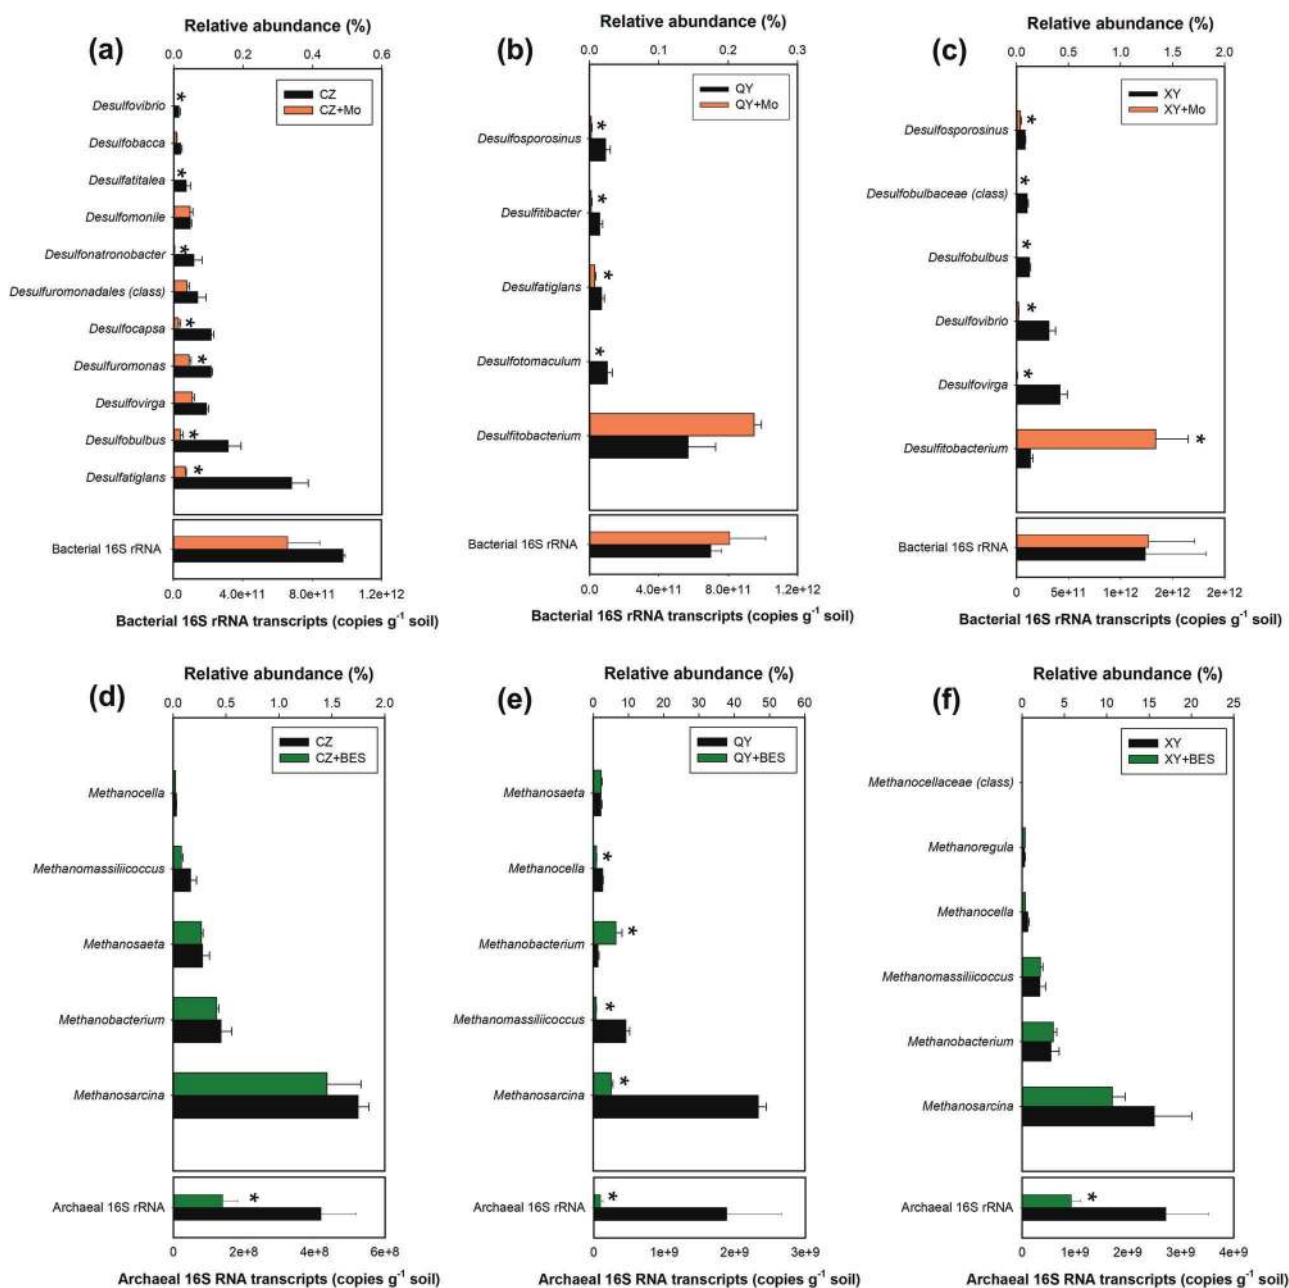 (a)
Relative abundance (%)
0.0 0.2 0.4 0.6
CZ
CZ+Mo
Desulfovibrio *
Desulfobacca
Desulfatitalea *
Desulfomonile
Desulfonatronobacter *
Desulfuromonadales (class)
Desulfocapsa *
Desulfuromonas *
Desulfovirga
Desulfobulbus *
Desulfatiglans *
Bacterial 16S rRNA
0.0 4.0e+11 8.0e+11 1.2e+12
Bacterial 16S rRNA transcripts (copies g-1 soil)
(b)
Relative abundance (%)
0.0 0.1 0.2 0.3
QY
QY+Mo
Desulfosporosinus *
Desulfitibacter *
Desulfatiglans *
Desulfotomaculum *
Desulfitobacterium
Bacterial 16S rRNA
0.0 4.0e+11 8.0e+11 1.2e+12
Bacterial 16S rRNA transcripts (copies g-1 soil)
(c)
Relative abundance (%)
0.0 0.5 1.0 1.5 2.0
XY
XY+Mo
Desulfosporosinus *
Desulfobulbaceae (class) *
Desulfobulbus *
Desulfovibrio *
Desulfovirga *
Desulfitobacterium *
Bacterial 16S rRNA
0 5e+11 1e+12 2e+12 2e+12
Bacterial 16S rRNA transcripts (copies g-1 soil)
(d)
Relative abundance (%)
0.0 0.5 1.0 1.5 2.0
CZ
CZ+BES
Methanocella
Methanomassiliicoccus
Methanosaeta
Methanobacterium
Methanosarcina
Archaeal 16S rRNA *
0 2e+8 4e+8 6e+8
Archaeal 16S RNA transcripts (copies g-1 soil)
(e)
Relative abundance (%)
0 10 20 30 40 50 60
QY
QY+BES
Methanosaeta
Methanocella *
Methanobacterium *
Methanomassiliicoccus *
Methanosarcina *
Archaeal 16S rRNA *
0 1e+9 2e+9 3e+9
Archaeal 16S RNA transcripts (copies g-1 soil)
(f)
Relative abundance (%)
0 5 10 15 20 25
XY
XY+BES
Methanocellaceae (class)
Methanoregula
Methanocella
Methanomassiliicoccus
Methanobacterium
Methanosarcina
Archaeal 16S rRNA *
0 1e+9 2e+9 3e+9 4e+9
Archaeal 16S RNA transcripts (copies g-1 soil)